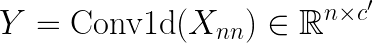 Y = Conv1d(X_{nn}) ∈ ℝ^{n×c′}